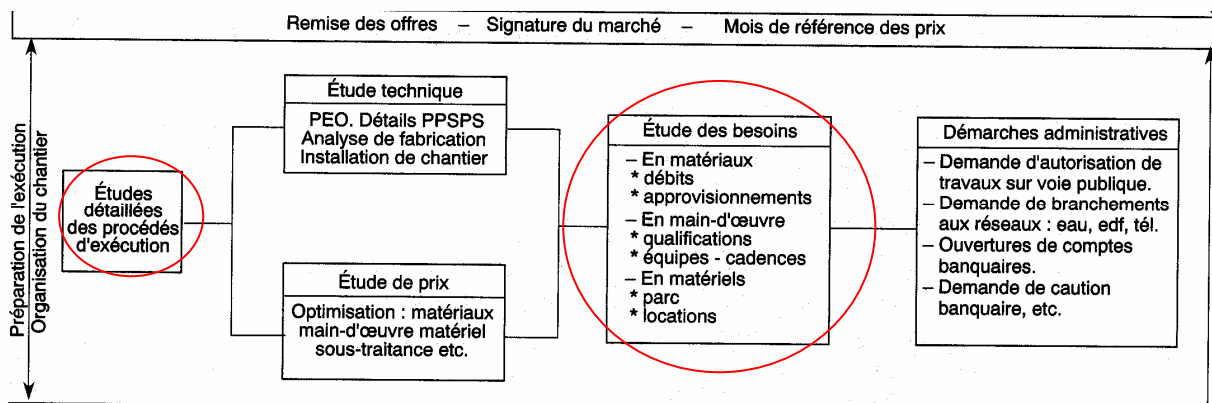 Remise des offres – Signature du marché – Mois de référence des prix
Préparation de l'exécution
Organisation du chantier
Études
détaillées
des procédés
d'exécution
Étude technique
PEO. Détails PPSPS
Analyse de fabrication
Installation de chantier
Étude de prix
Optimisation : matériaux
main-d'œuvre matériel
sous-traitance etc.
Étude des besoins
– En matériaux
* débits
* approvisionnements
– En main-d'œuvre
* qualifications
* équipes - cadences
– En matériels
* parc
* locations
Démarches administratives
– Demande d'autorisation de
travaux sur voie publique.
– Demande de branchements
aux réseaux : eau, edf, tél.
– Ouvertures de comptes
banquaires.
– Demande de caution
banquaire, etc.